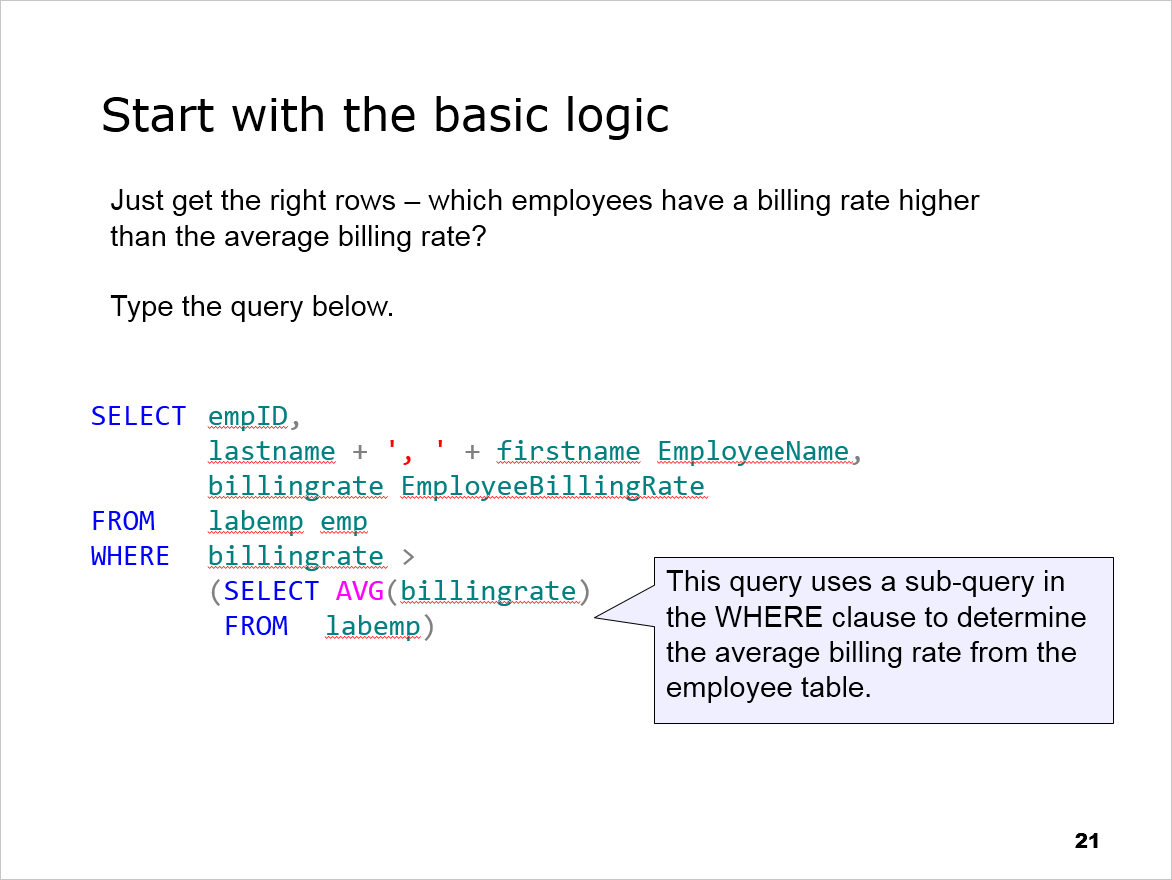 Start with the basic logic
Just get the right rows – which employees have a billing rate higher
than the average billing rate?
Type the query below.
SELECT empID,
lastname + ', ' + firstname EmployeeName,
billingrate EmployeeBillingRate
FROM labemp emp
WHERE billingrate >
(SELECT AVG(billingrate)
FROM labemp)
This query uses a sub-query in
the WHERE clause to determine
the average billing rate from the
employee table.
21